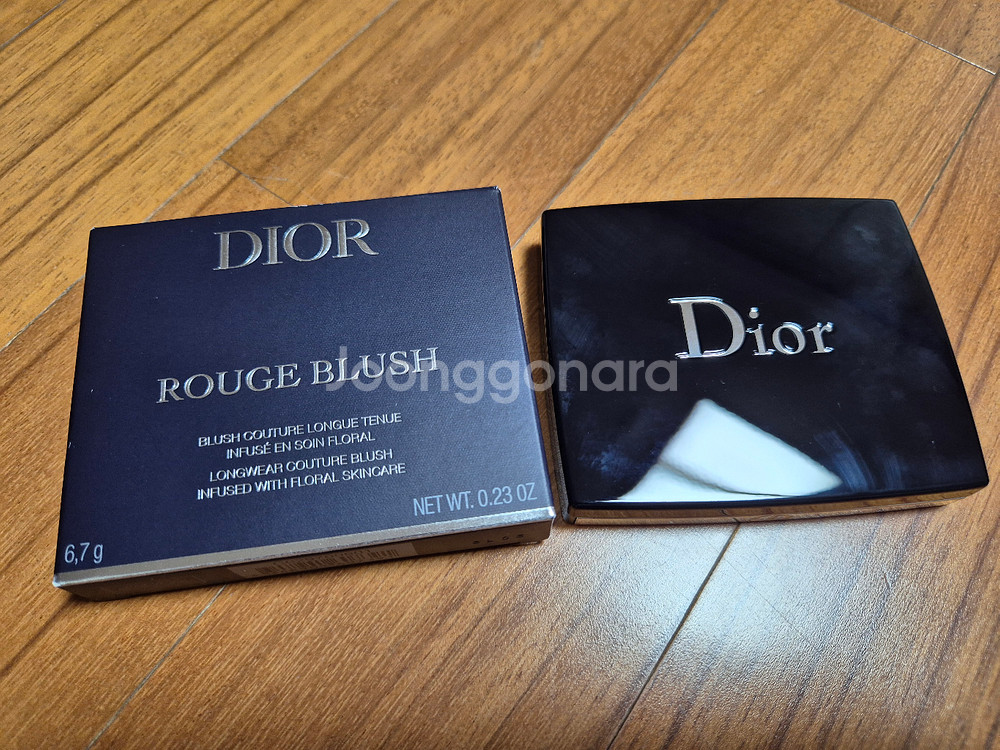 DIOR
ROUGE BLUSH
BLUSH COUTURE LONGUE TENUE
INFUSÉ EN SOIN FLORAL
LONGWEAR COUTURE BLUSH
INFUSED WITH FLORAL SKINCARE
NET WT. 0.23 OZ
6,7 g
Dior
Joonggonara